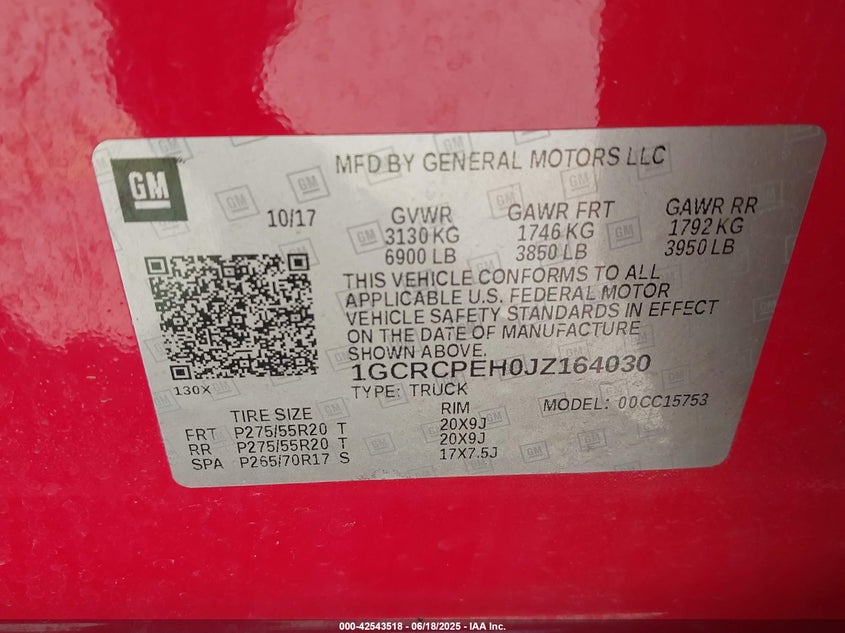 GM
MFD BY GENERAL MOTORS LLC
10/17
GVWR
3130 KG
6900 LB
GAWR FRT
1746 KG
3850 LB
GAWR RR
1792 KG
3950 LB
THIS VEHICLE CONFORMS TO ALL
APPLICABLE U.S. FEDERAL MOTOR
VEHICLE SAFETY STANDARDS IN EFFECT
ON THE DATE OF MANUFACTURE
SHOWN ABOVE.
1GCRCPEH0JZ164030
130X
TYPE: TRUCK
MODEL: 00CC15753
TIRE SIZE RIM
FRT P275/55R20 T 20X9J
RR P275/55R20 T 20X9J
SPA P265/70R17 S 17X7.5J
000-42543518 - 06/18/2025 - IAA Inc.